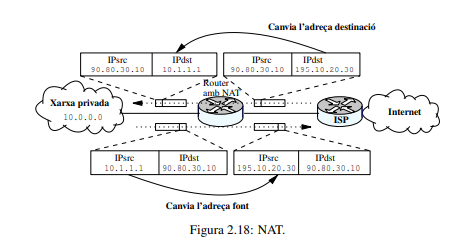 Canvia l'adreça destinació
IPsrc IPdst IPsrc IPdst
90.80.30.10 10.1.1.1 90.80.30.10 195.10.20.30
Router
amb NAT
Xarxa privada
10.0.0.0
ISP
Internet
IPsrc IPdst IPsrc IPdst
10.1.1.1 90.80.30.10 195.10.20.30 90.80.30.10
Canvia l'adreça font
Figura 2.18: NAT.